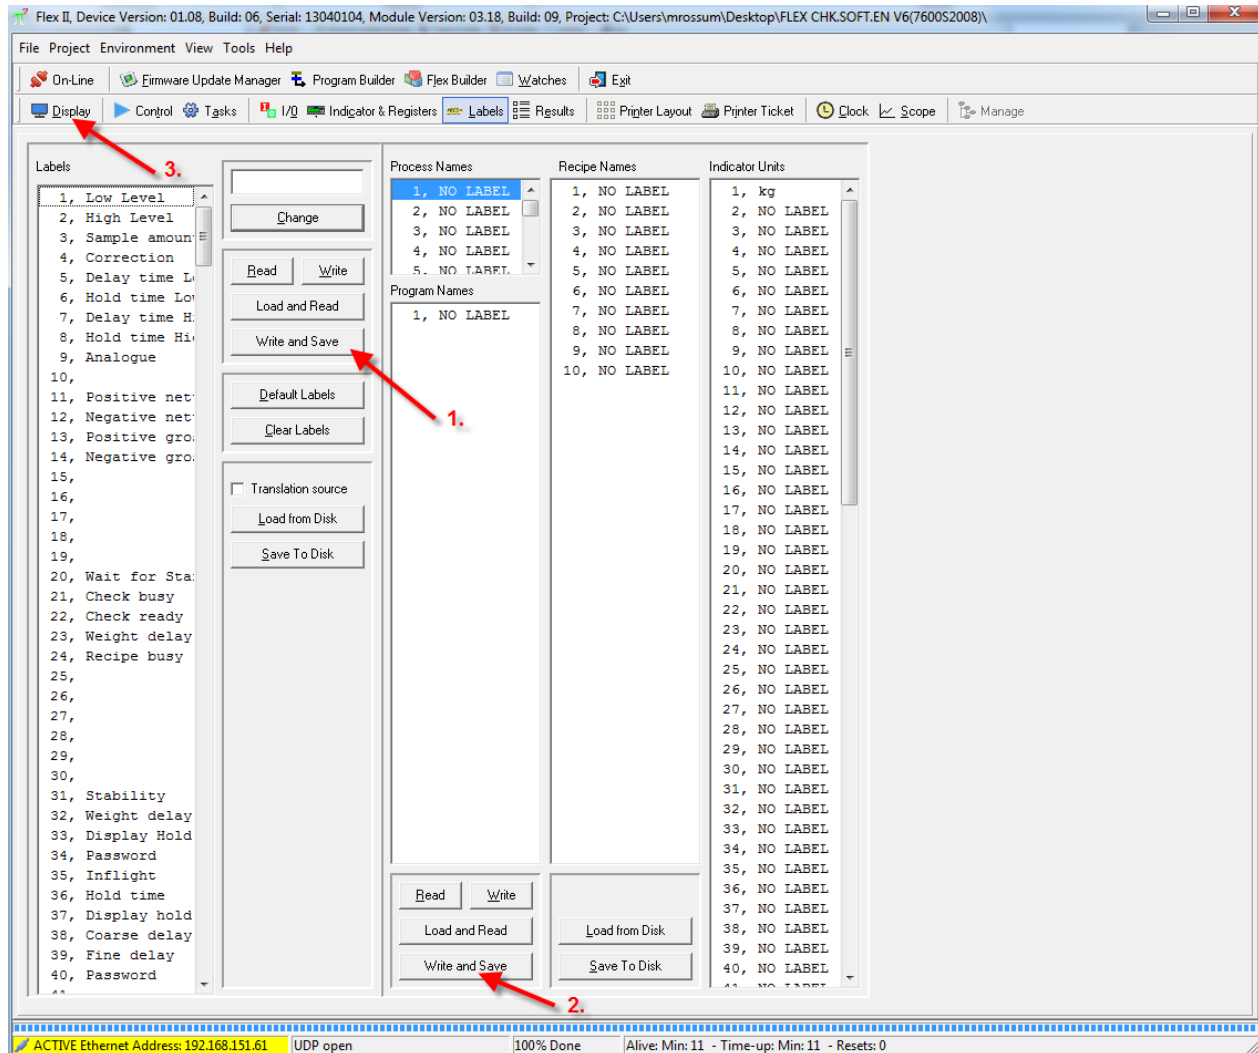 Flex II, Device Version: 01.08, Build: 06, Serial: 13040104, Module Version: 03.18, Build: 09, Project: C:\Users\mrossum\Desktop\FLEX CHK.SOFT.EN V6(7600S2008)\
File Project Environment View Tools Help
On-Line Firmware Update Manager Program Builder Flex Builder Watches Exit
Display Control Tasks I/O Indicator & Registers Labels Results Printer Layout Printer Ticket Clock Scope Manage
3.
Labels
1, Low Level
2, High Level
3, Sample amoun
4, Correction
5, Delay time L
6, Hold time Lo
7, Delay time H
8, Hold time Hi
9, Analogue
10,
11, Positive net
12, Negative net
13, Positive gro
14, Negative gro
15,
16,
17,
18,
19,
20, Wait for Sta
21, Check busy
22, Check ready
23, Weight delay
24, Recipe busy
25,
26,
27,
28,
29,
30,
31, Stability
32, Weight delay
33, Display Hold
34, Password
35, Inflight
36, Hold time
37, Display hold
38, Coarse delay
39, Fine delay
40, Password
41
Change
Read Write
Load and Read
Write and Save
1.
Default Labels
Clear Labels
Translation source
Load from Disk
Save To Disk
Process Names
1, NO LABEL
2, NO LABEL
3, NO LABEL
4, NO LABEL
5, NO LABEL
Program Names
1, NO LABEL
Read Write
Load and Read
Write and Save
2.
Recipe Names
1, NO LABEL
2, NO LABEL
3, NO LABEL
4, NO LABEL
5, NO LABEL
6, NO LABEL
7, NO LABEL
8, NO LABEL
9, NO LABEL
10, NO LABEL
Load from Disk
Save To Disk
Indicator Units
1, kg
2, NO LABEL
3, NO LABEL
4, NO LABEL
5, NO LABEL
6, NO LABEL
7, NO LABEL
8, NO LABEL
9, NO LABEL
10, NO LABEL
11, NO LABEL
12, NO LABEL
13, NO LABEL
14, NO LABEL
15, NO LABEL
16, NO LABEL
17, NO LABEL
18, NO LABEL
19, NO LABEL
20, NO LABEL
21, NO LABEL
22, NO LABEL
23, NO LABEL
24, NO LABEL
25, NO LABEL
26, NO LABEL
27, NO LABEL
28, NO LABEL
29, NO LABEL
30, NO LABEL
31, NO LABEL
32, NO LABEL
33, NO LABEL
34, NO LABEL
35, NO LABEL
36, NO LABEL
37, NO LABEL
38, NO LABEL
39, NO LABEL
40, NO LABEL
41, NO LABEL
ACTIVE Ethernet Address: 192.168.151.61 UDP open 100% Done Alive: Min: 11 - Time-up: Min: 11 - Resets: 0